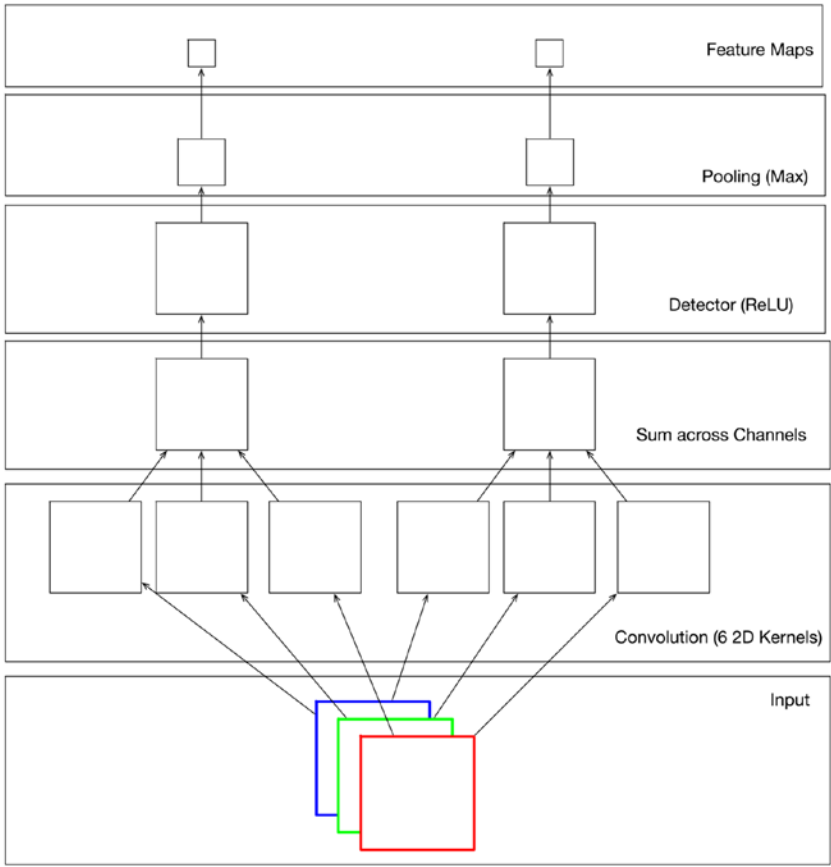 Feature Maps
Pooling (Max)
Detector (ReLU)
Sum across Channels
Convolution (6 2D Kernels)
Input